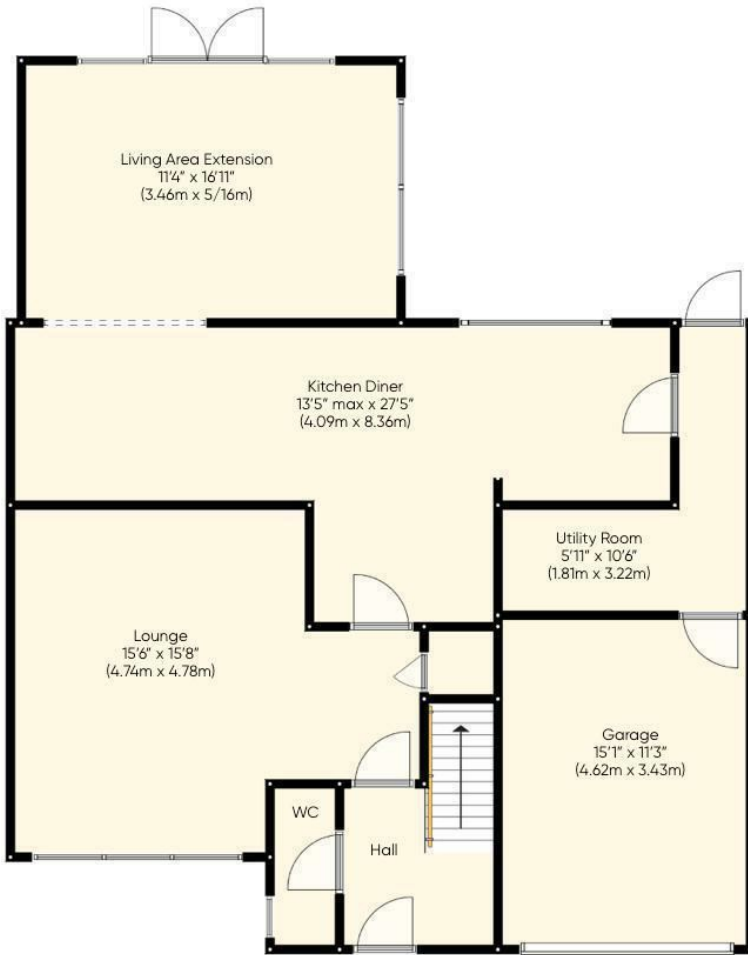 Living Area Extension
11'4" x 16'11"
(3.46m x 5/16m)
Kitchen Diner
13'5" max x 27'5"
(4.09m x 8.36m)
Utility Room
5'11" x 10'6"
(1.81m x 3.22m)
Lounge
15'6" x 15'8"
(4.74m x 4.78m)
Garage
15'1" x 11'3"
(4.62m x 3.43m)
WC
Hall